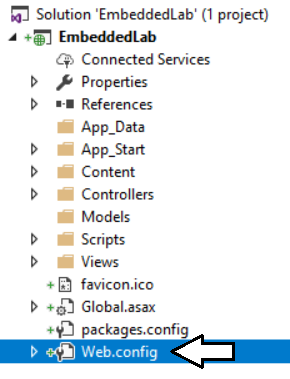 Solution 'EmbeddedLab' (1 project)
EmbeddedLab
Connected Services
Properties
References
App_Data
App_Start
Content
Controllers
Models
Scripts
Views
favicon.ico
Global.asax
packages.config
Web.config